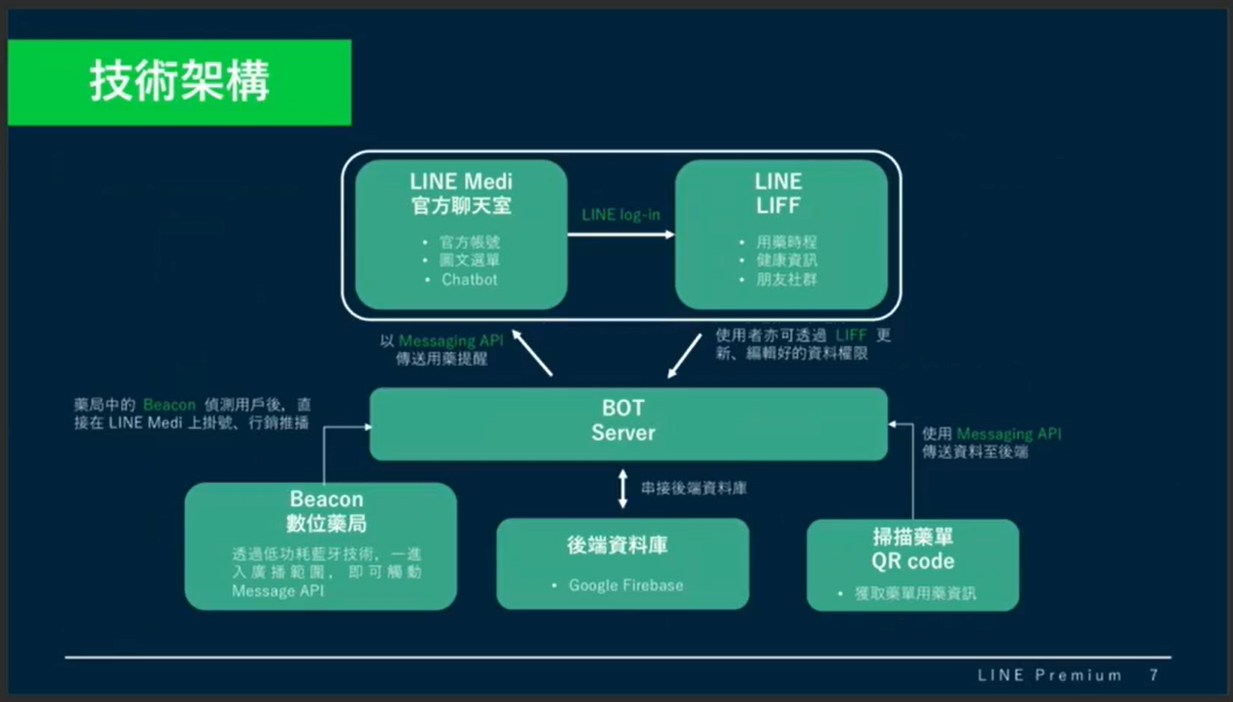 技術架構
LINE Medi
官方聊天室
• 官方帳號
• 圖文選單
• Chatbot
LINE log-in
LINE
LIFF
• 用藥時程
• 健康資訊
• 朋友社群
以 Messaging API
傳送用藥提醒
使用者亦可透過 LIFF 更
新、編輯好的資料權限
藥局中的 Beacon 偵測用戶後，直
接在 LINE Medi 上掛號、行銷推播
BOT
Server
使用 Messaging API
傳送資料至後端
串接後端資料庫
Beacon
數位藥局
透過低功耗藍牙技術，一進
入廣播範圍，即可觸動
Message API
後端資料庫
• Google Firebase
掃描藥單
QR code
• 獲取藥單用藥資訊
LINE Premium 7